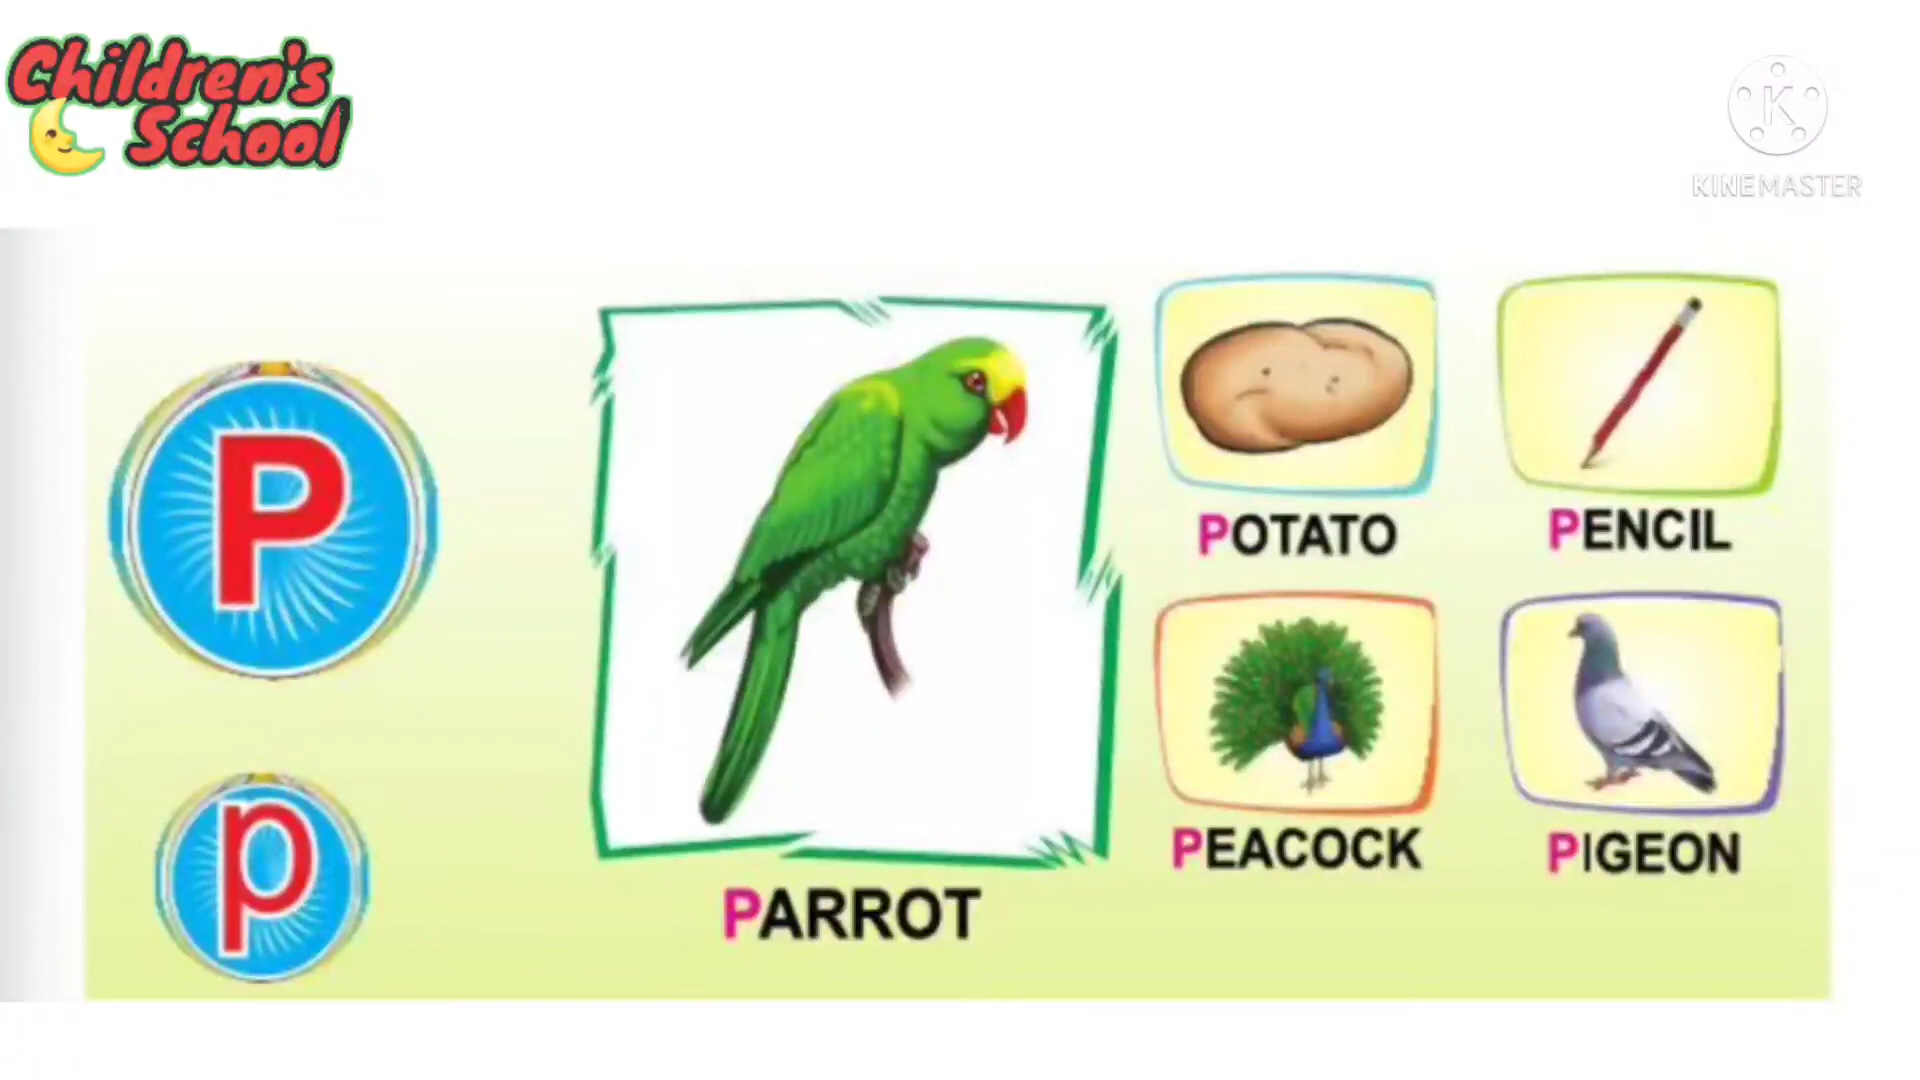 Children's
School
K
KINEMASTER
P
p
PARROT
POTATO
PENCIL
PEACOCK
PIGEON